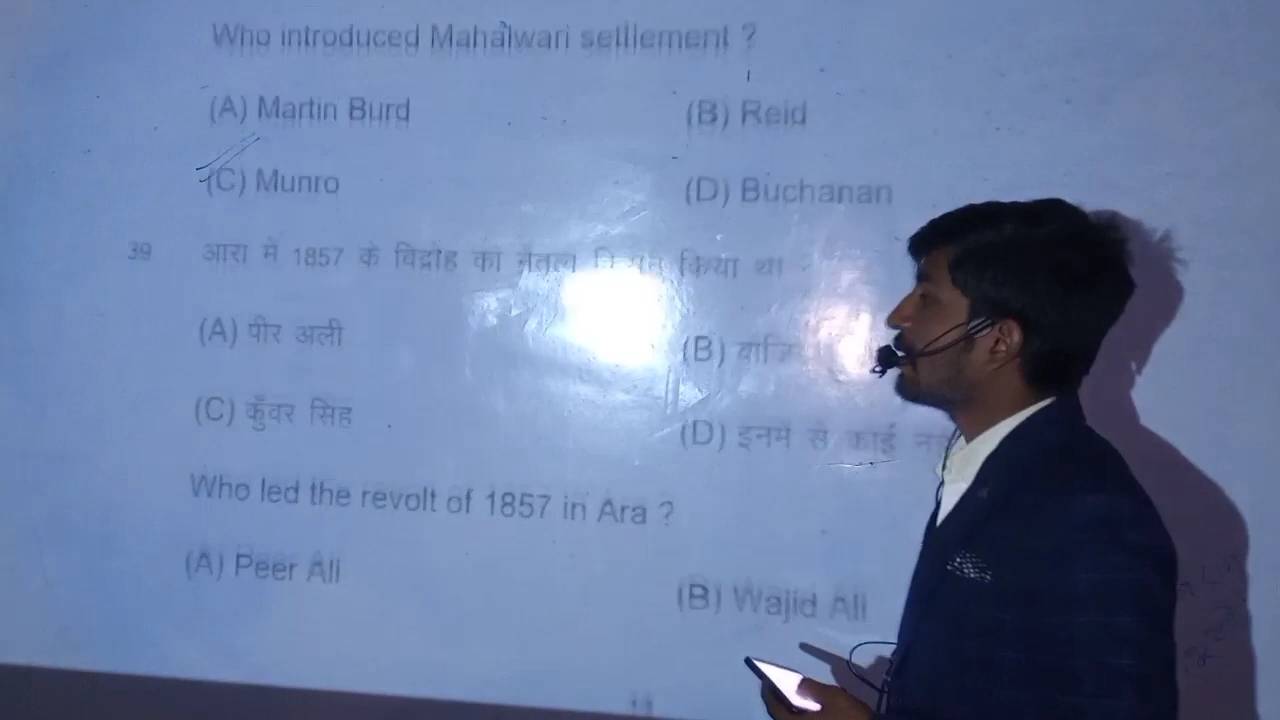 Who introduced Mahalwari settlement ?
(A) Martin Burd (B) Reid
(C) Munro (D) Buchanan
39 आरा में 1857 के विद्रोह का नेतृत्व किसने किया था
(A) पीर अली (B)
(C) कुँवर सिंह (D) इनमें से कोई
Who led the revolt of 1857 in Ara ?
(A) Peer Ali (B) Wajid Ali